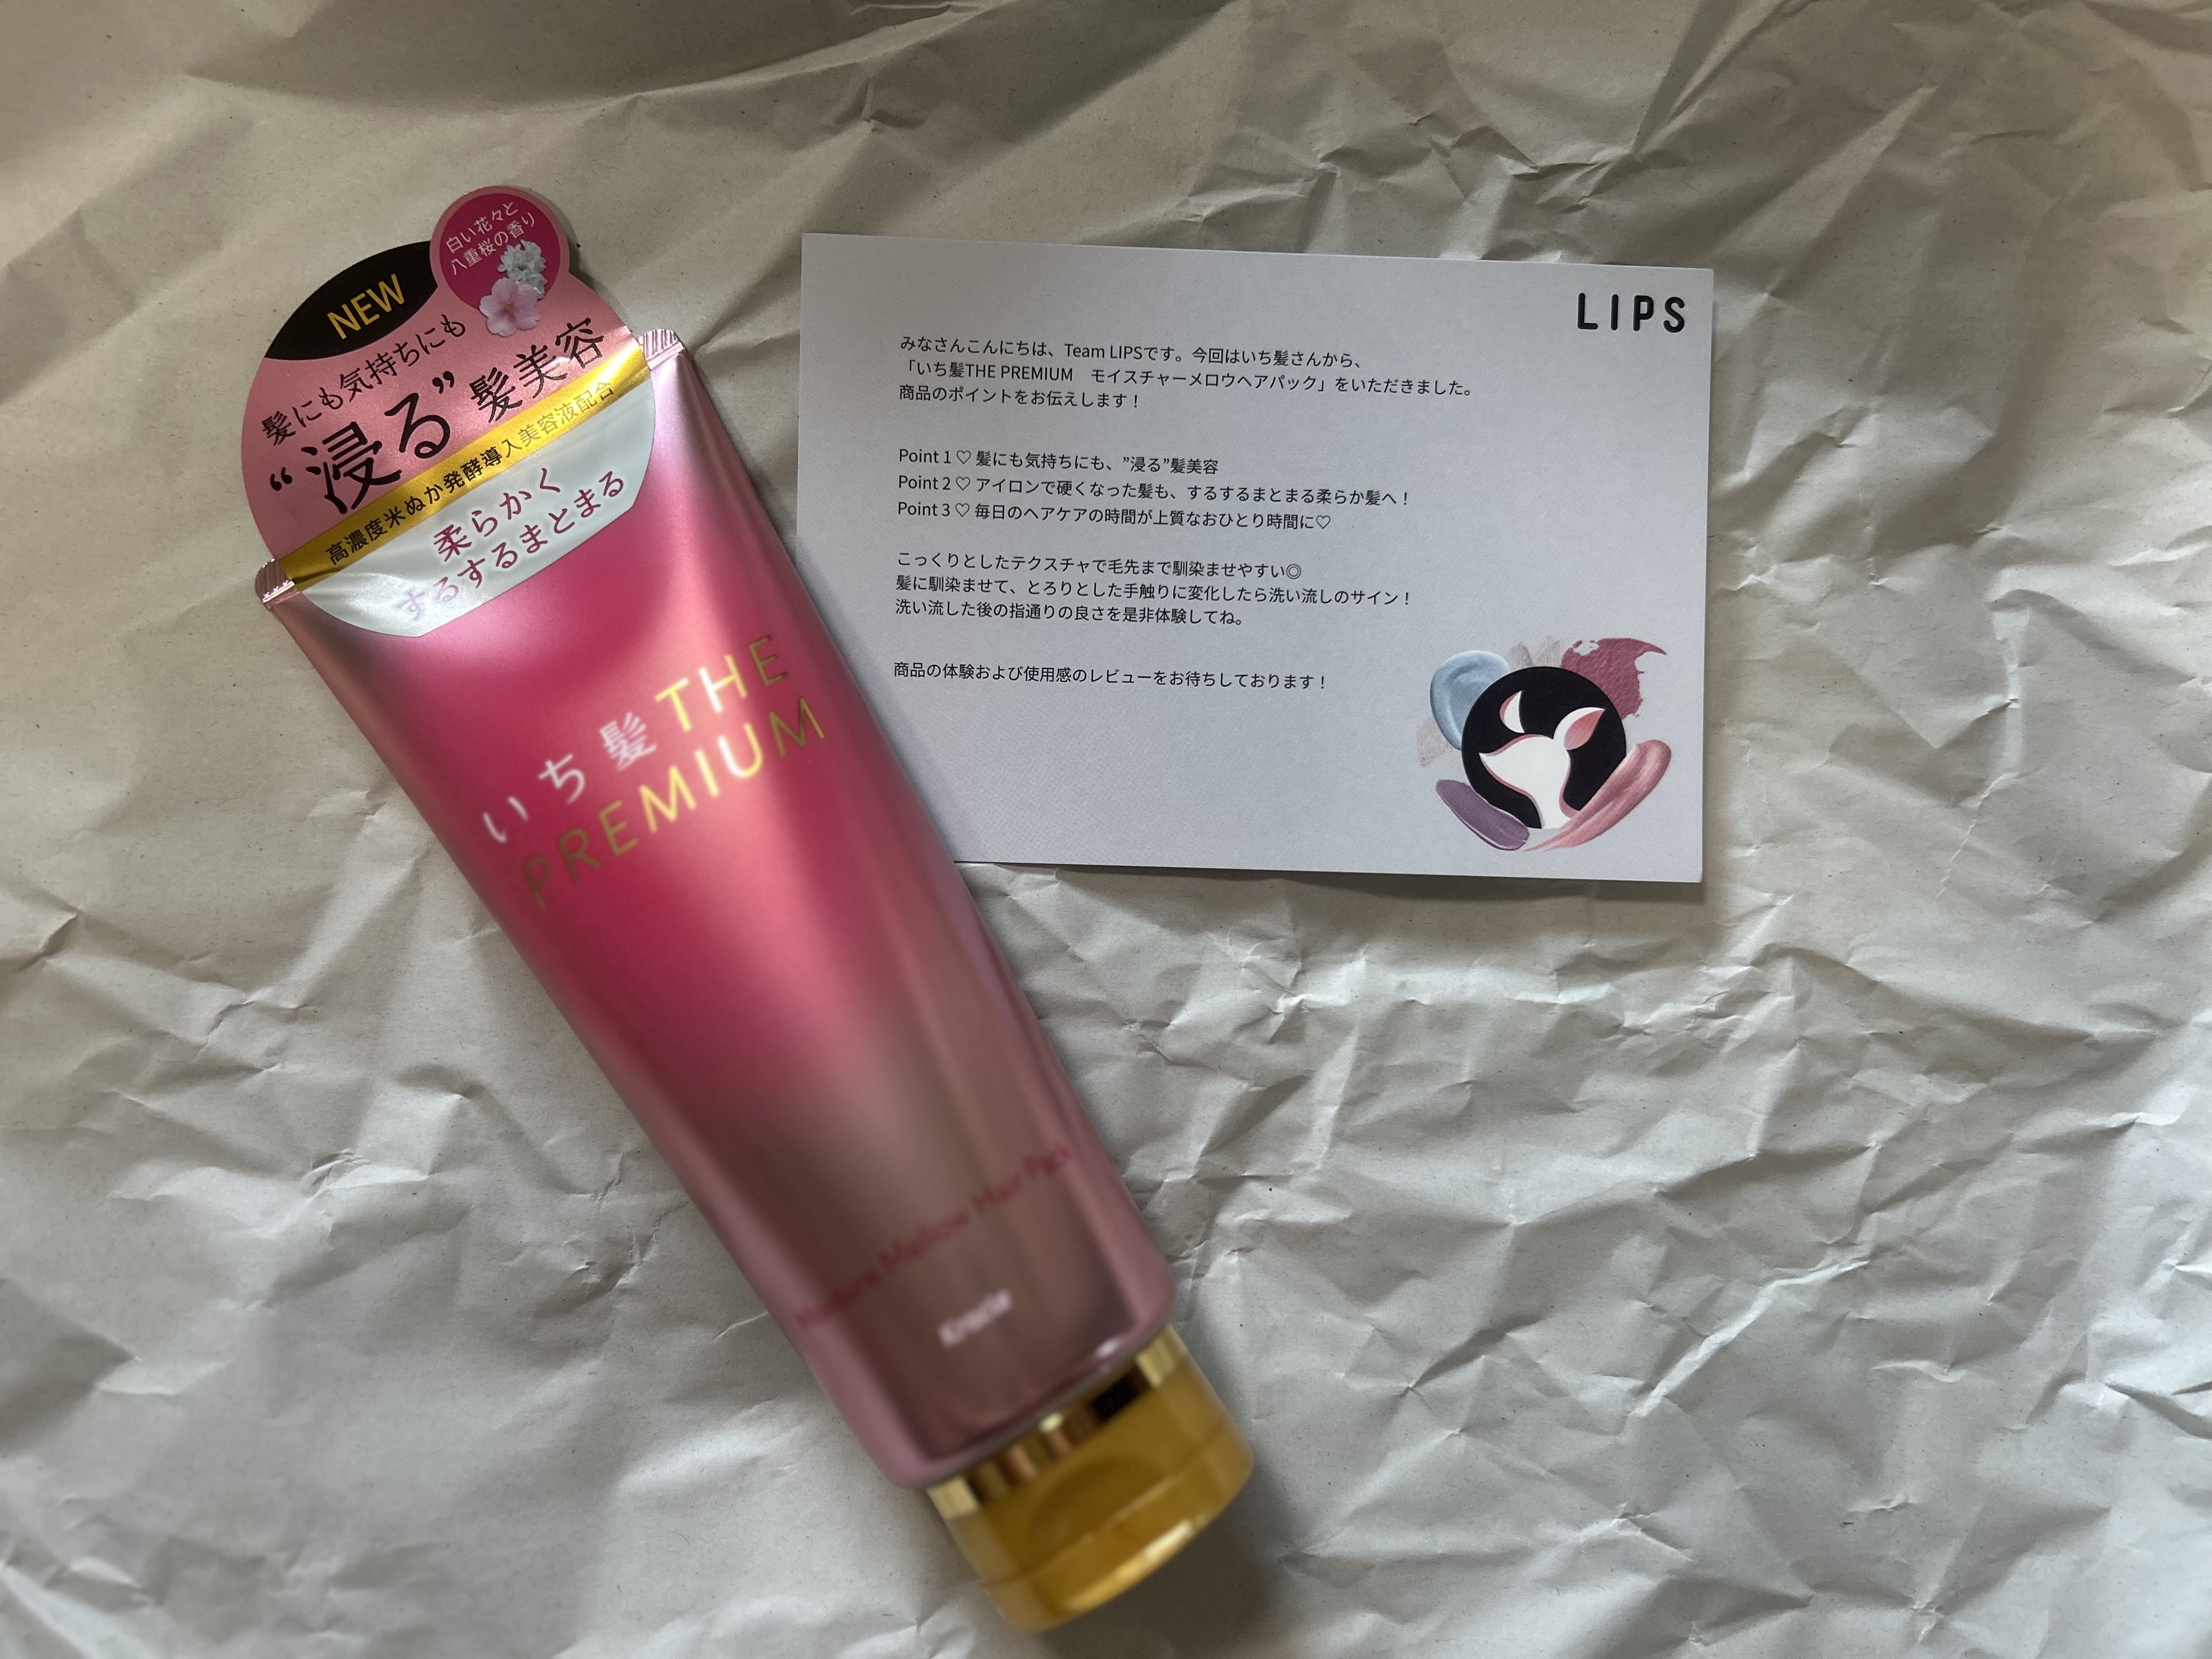 白い花々と
八重桜の香り
NEW
髪にも気持ちにも
“浸る”髪美容
高濃度米ぬか発酵導入美容液配合
柔らかく
するするまとまる
いち髪 THE
PREMIUM
Moisture Mellow Hair Pack
Kracie
LIPS
みなさんこんにちは、Team LIPSです。今回はいち髪さんから、
「いち髪THE PREMIUM　モイスチャーメロウヘアパック」をいただきました。
商品のポイントをお伝えします！
Point 1 ♡ 髪にも気持ちにも、”浸る”髪美容
Point 2 ♡ アイロンで硬くなった髪も、するするまとまる柔らか髪へ！
Point 3 ♡ 毎日のヘアケアの時間が上質なおひとり時間に♡
こっくりとしたテクスチャで毛先まで馴染ませやすい◎
髪に馴染ませて、とろりとした手触りに変化したら洗い流しのサイン！
洗い流した後の指通りの良さを是非体験してね。
商品の体験および使用感のレビューをお待ちしております！